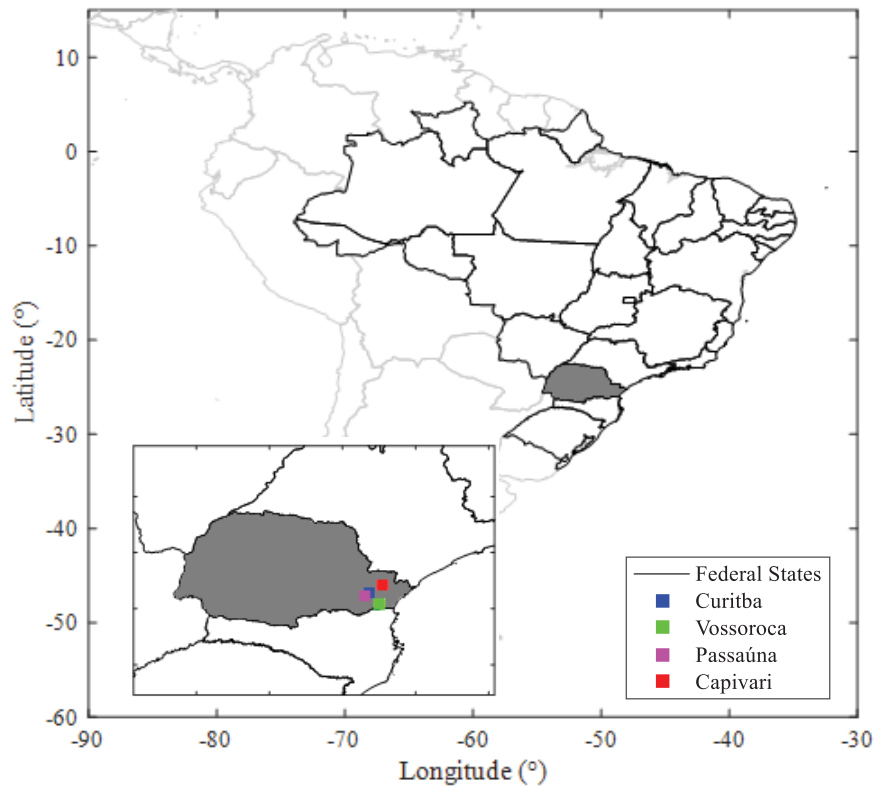 10
0
-10
-20
-30
-40
-50
-60
-90
-80
-70
-60
-50
-40
-30
Latitude (°)
Longitude (°)
Federal States
Curitba
Vossoroca
Passaúna
Capivari